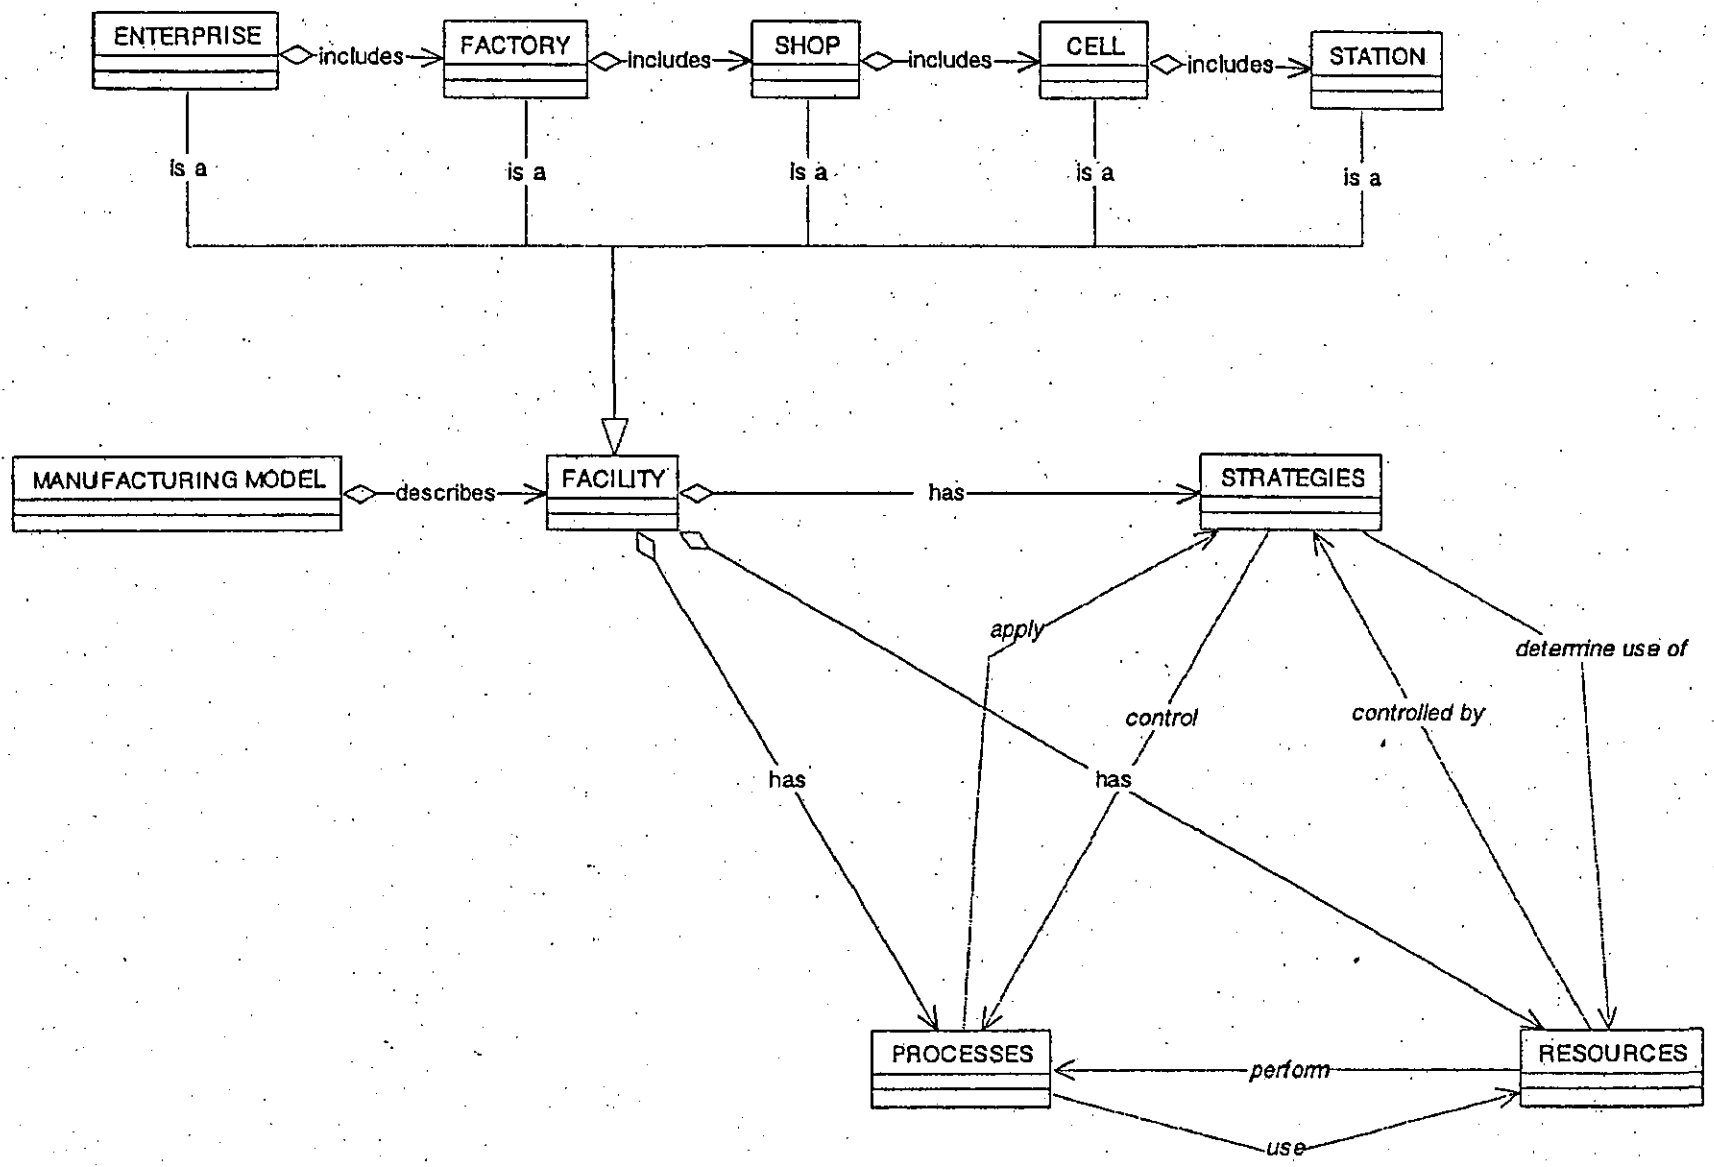 ENTERPRISE
includes
FACTORY
includes
SHOP
includes
CELL
includes
STATION
is a
is a
is a
is a
is a
MANUFACTURING MODEL
describes
FACILITY
has
STRATEGIES
apply
determine use of
control
controlled by
has
has
PROCESSES
perform
RESOURCES
use